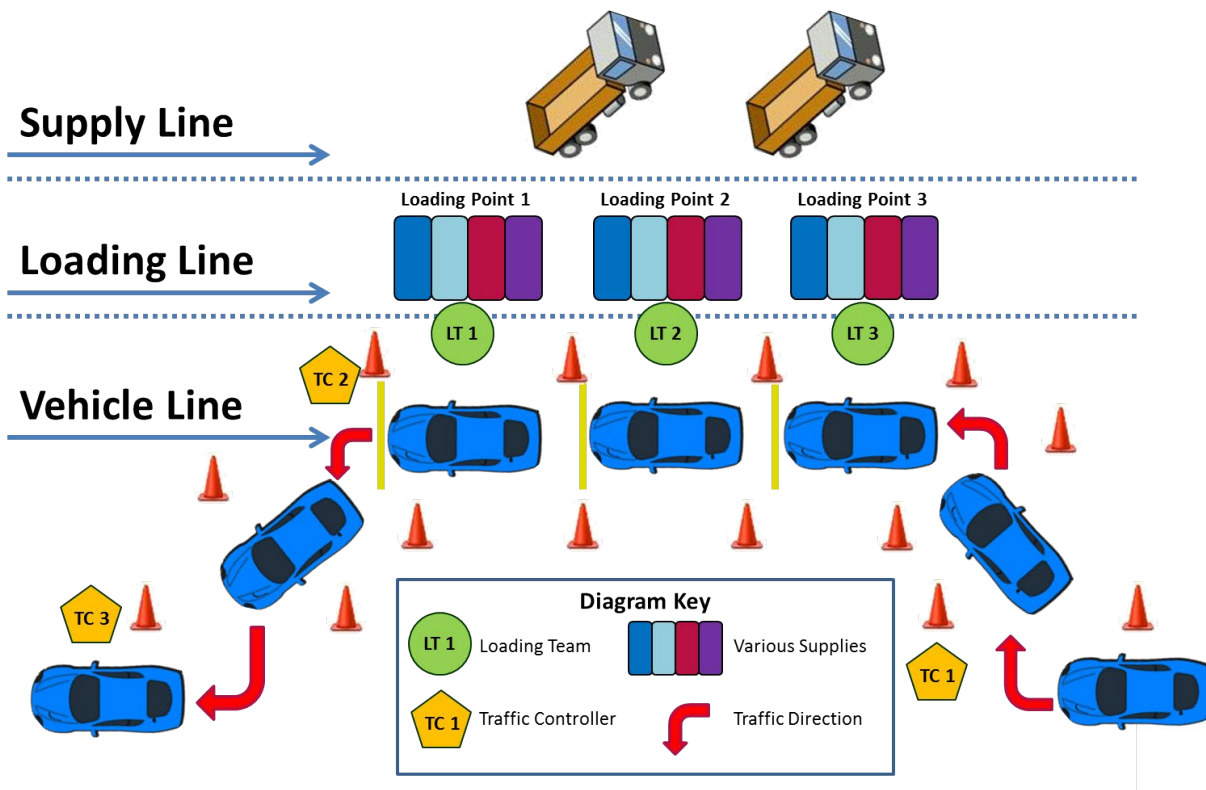 Supply Line
Loading Point 1
Loading Point 2
Loading Point 3
Loading Line
LT 1
LT 2
LT 3
TC 2
Vehicle Line
TC 3
TC 1
Diagram Key
LT 1
Loading Team
Various Supplies
TC 1
Traffic Controller
Traffic Direction